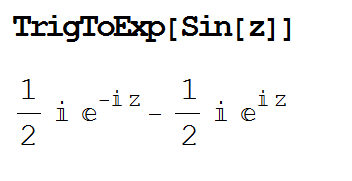 TrigToExp[Sin[z]]
1/2 ⅈ ⅇ^(-ⅈ z) - 1/2 ⅈ ⅇ^(ⅈ z)